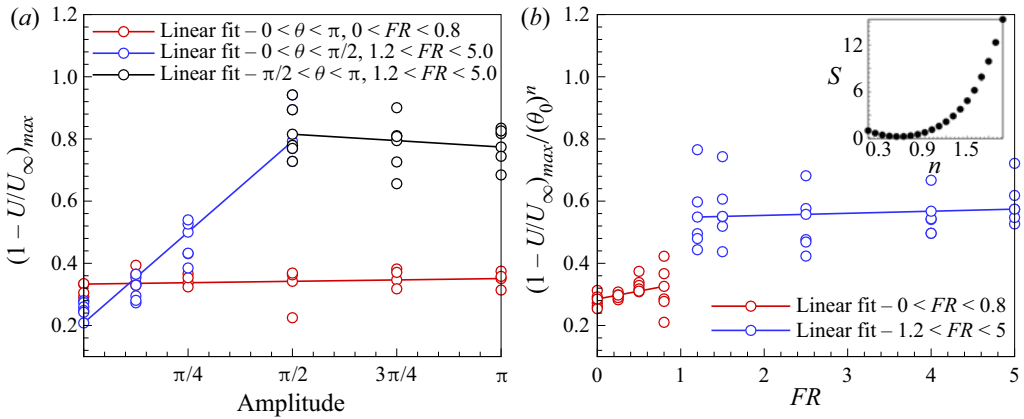 (a)
Linear fit – 0 < θ < π, 0 < FR < 0.8
Linear fit – 0 < θ < π/2, 1.2 < FR < 5.0
Linear fit – π/2 < θ < π, 1.2 < FR < 5.0
1.2
1.0
0.8
0.6
0.4
0.2
(1 – U/U∞)max
π/4
π/2
3π/4
π
Amplitude
(b)
1.2
1.0
0.8
0.6
0.4
0.2
(1 – U/U∞)max/(θ0)^n
12
6
0
S
0.3
0.9
1.5
n
Linear fit – 0 < FR < 0.8
Linear fit – 1.2 < FR < 5
0
1
2
3
4
5
FR